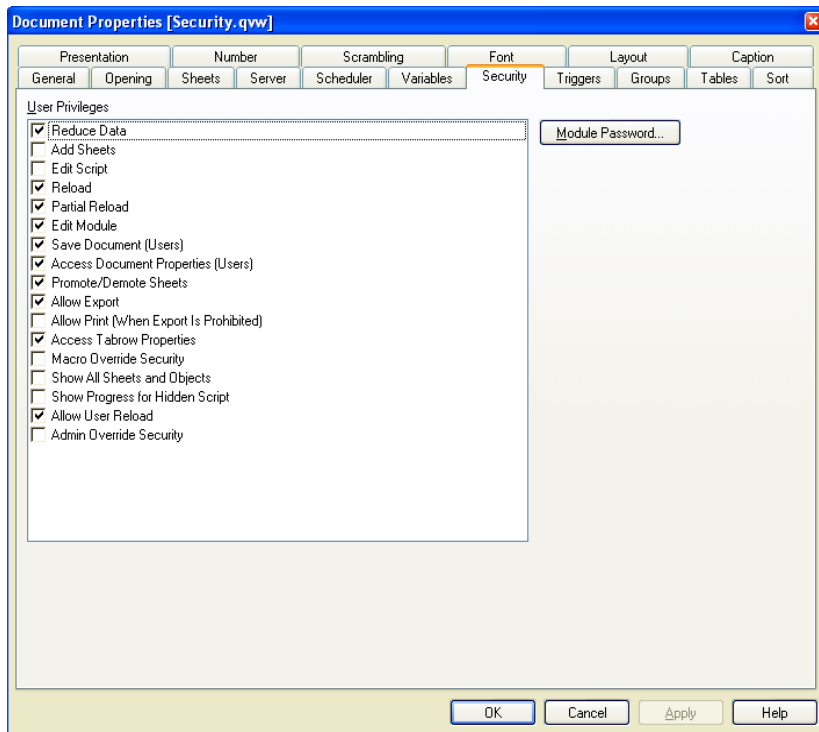 Document Properties [Security.qvw]
Presentation Number Scrambling Font Layout Caption
General Opening Sheets Server Scheduler Variables Security Triggers Groups Tables Sort
User Privileges
Reduce Data
Module Password...
Add Sheets
Edit Script
Reload
Partial Reload
Edit Module
Save Document (Users)
Access Document Properties (Users)
Promote/Demote Sheets
Allow Export
Allow Print (When Export Is Prohibited)
Access Tabrow Properties
Macro Override Security
Show All Sheets and Objects
Show Progress for Hidden Script
Allow User Reload
Admin Override Security
OK Cancel Apply Help